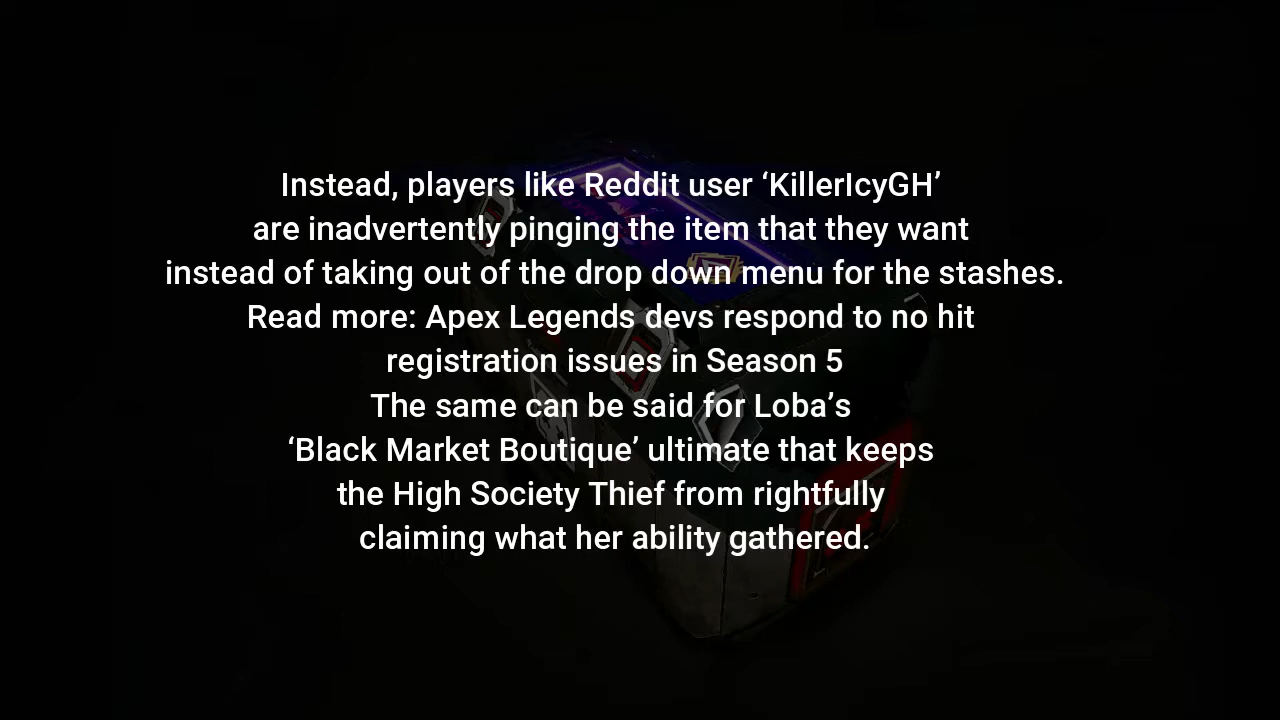 Instead, players like Reddit user ‘KillerIcyGH’
are inadvertently pinging the item that they want
instead of taking out of the drop down menu for the stashes.
Read more: Apex Legends devs respond to no hit
registration issues in Season 5
The same can be said for Loba’s
‘Black Market Boutique’ ultimate that keeps
the High Society Thief from rightfully
claiming what her ability gathered.